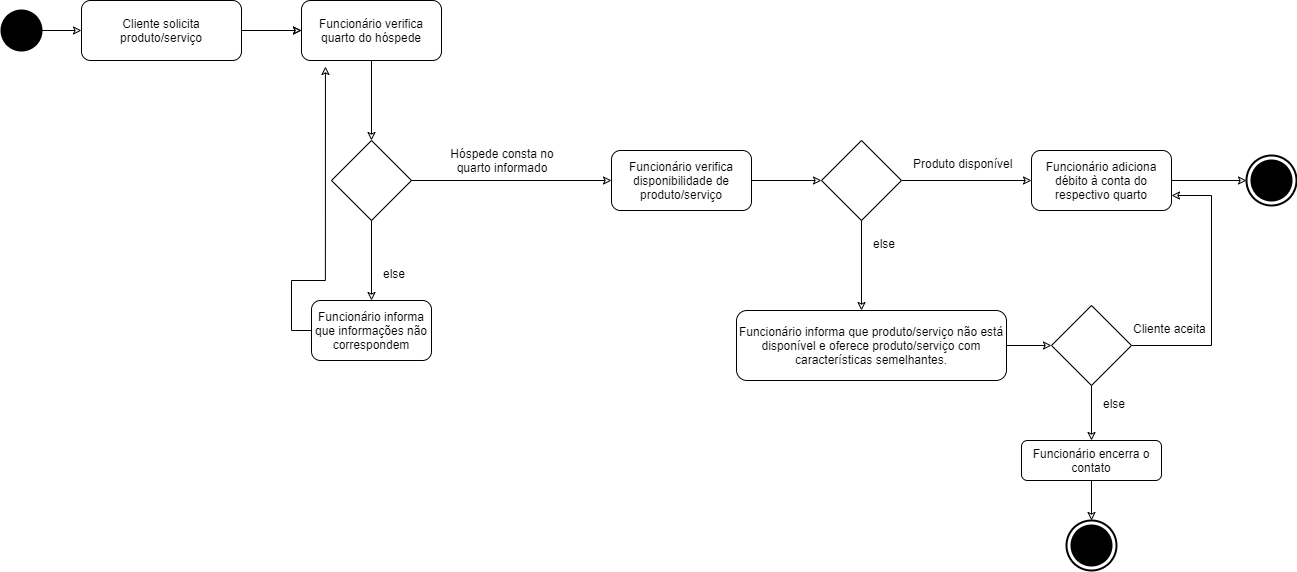 Cliente solicita
produto/serviço
Funcionário verifica
quarto do hóspede
Hóspede consta no
quarto informado
Funcionário verifica
disponibilidade de
produto/serviço
Produto disponível
Funcionário adiciona
débito á conta do
respectivo quarto
else
else
Funcionário informa
que informações não
correspondem
Funcionário informa que produto/serviço não está
disponível e oferece produto/serviço com
características semelhantes.
Cliente aceita
else
Funcionário encerra o
contato